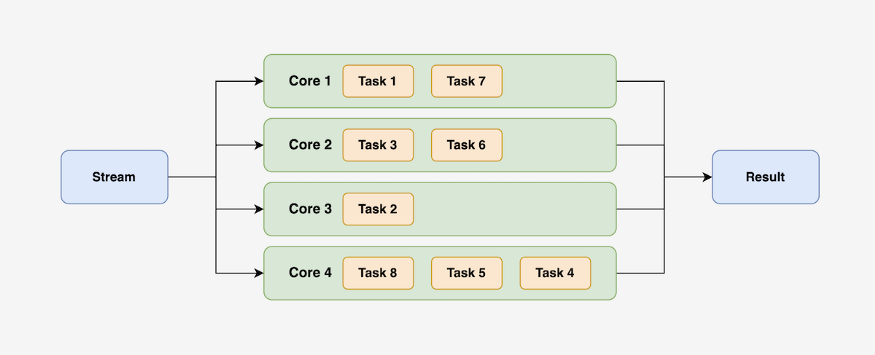 Stream
Core 1 Task 1 Task 7
Core 2 Task 3 Task 6
Core 3 Task 2
Core 4 Task 8 Task 5 Task 4
Result